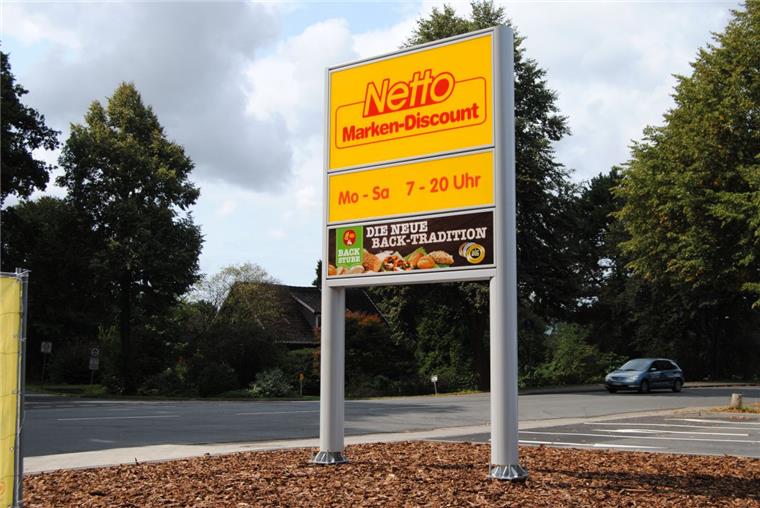 Netto
Marken-Discount
Mo - Sa 7 - 20 Uhr
BACK
STUBE
DIE NEUE
BACK-TRADITION